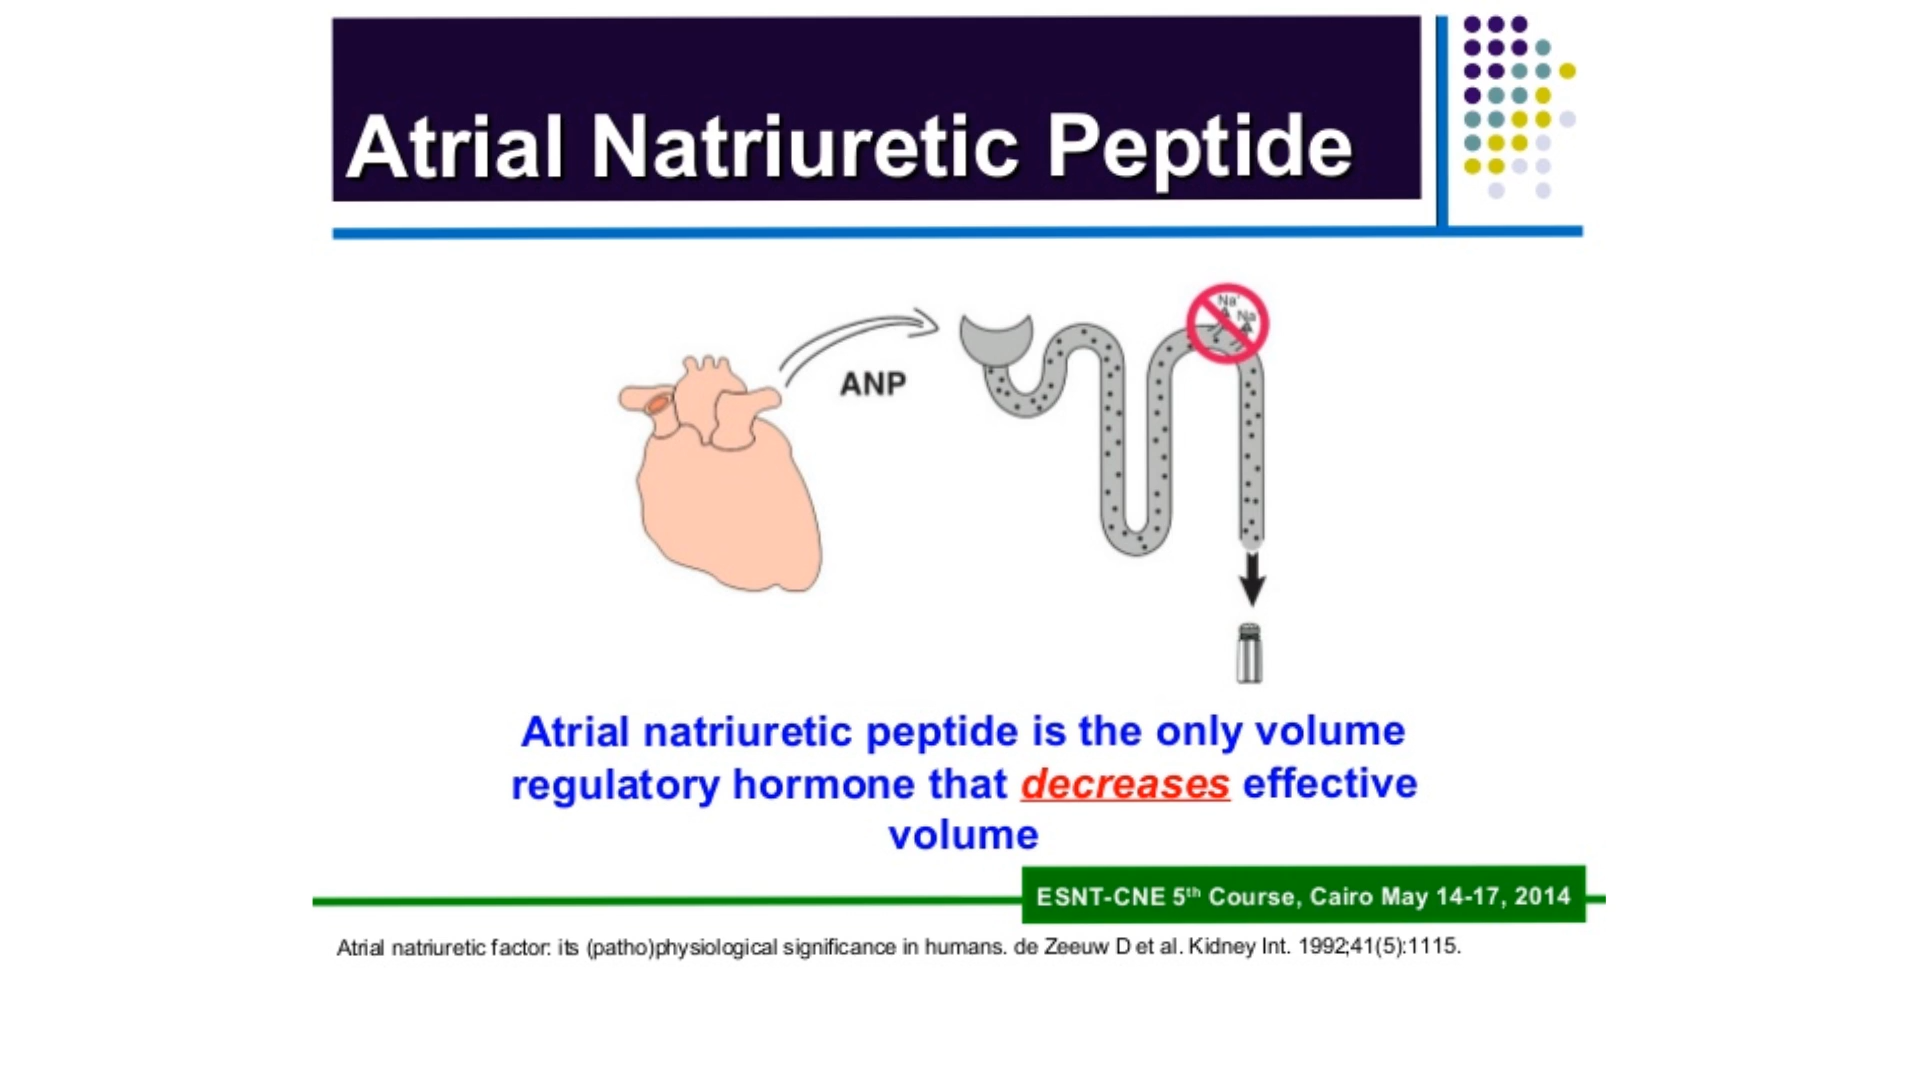 Atrial Natriuretic Peptide
Na+
Na
ANP
Atrial natriuretic peptide is the only volume
regulatory hormone that decreases effective
volume
ESNT-CNE 5th Course, Cairo May 14-17, 2014
Atrial natriuretic factor: its (patho)physiological significance in humans. de Zeeuw D et al. Kidney Int. 1992;41(5):1115.